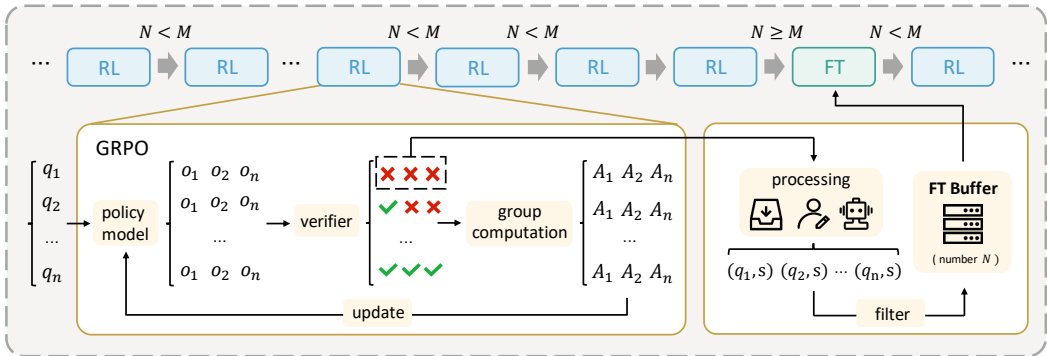 N < M N < M N < M N ≥ M N < M
... RL RL ... RL RL RL RL FT RL ...
GRPO
q₁ o₁ o₂ oₙ A₁ A₂ Aₙ
q₂ policy model o₁ o₂ oₙ verifier group computation A₁ A₂ Aₙ
... ... ... ...
qₙ o₁ o₂ oₙ A₁ A₂ Aₙ
update
processing
(q₁,s) (q₂,s) ⋯ (qₙ,s)
filter
FT Buffer
( number N )